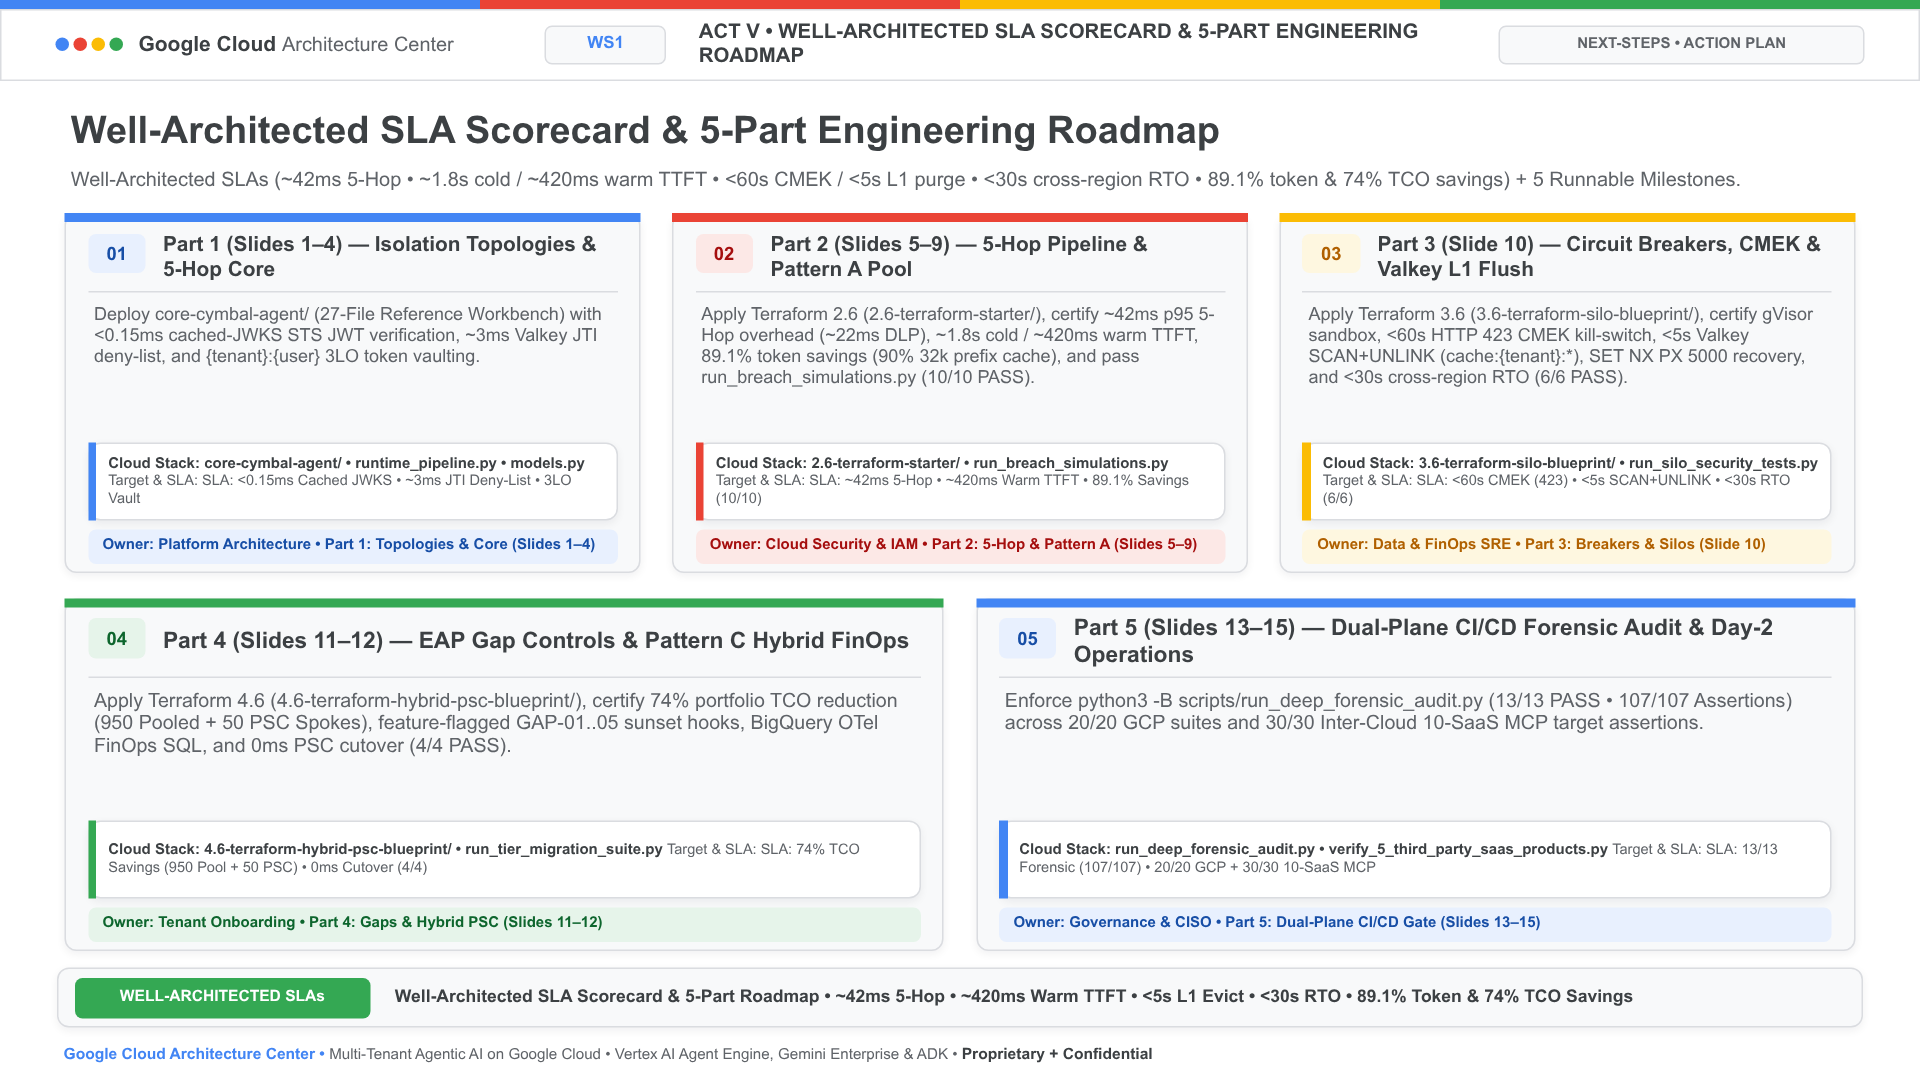 Google Cloud Architecture Center
WS1
ACT V • WELL-ARCHITECTED SLA SCORECARD & 5-PART ENGINEERING
ROADMAP
NEXT-STEPS • ACTION PLAN
Well-Architected SLA Scorecard & 5-Part Engineering Roadmap
Well-Architected SLAs (~42ms 5-Hop • ~1.8s cold / ~420ms warm TTFT • <60s CMEK / <5s L1 purge • <30s cross-region RTO • 89.1% token & 74% TCO savings) + 5 Runnable Milestones.
01
Part 1 (Slides 1–4) — Isolation Topologies &
5-Hop Core
Deploy core-cymbal-agent/ (27-File Reference Workbench) with
<0.15ms cached-JWKS STS JWT verification, ~3ms Valkey JTI
deny-list, and {tenant}:{user} 3LO token vaulting.
Cloud Stack: core-cymbal-agent/ • runtime_pipeline.py • models.py
Target & SLA: SLA: <0.15ms Cached JWKS • ~3ms JTI Deny-List • 3LO
Vault
Owner: Platform Architecture • Part 1: Topologies & Core (Slides 1–4)
02
Part 2 (Slides 5–9) — 5-Hop Pipeline &
Pattern A Pool
Apply Terraform 2.6 (2.6-terraform-starter/), certify ~42ms p95 5-
Hop overhead (~22ms DLP), ~1.8s cold / ~420ms warm TTFT,
89.1% token savings (90% 32k prefix cache), and pass
run_breach_simulations.py (10/10 PASS).
Cloud Stack: 2.6-terraform-starter/ • run_breach_simulations.py
Target & SLA: SLA: ~42ms 5-Hop • ~420ms Warm TTFT • 89.1% Savings
(10/10)
Owner: Cloud Security & IAM • Part 2: 5-Hop & Pattern A (Slides 5–9)
03
Part 3 (Slide 10) — Circuit Breakers, CMEK &
Valkey L1 Flush
Apply Terraform 3.6 (3.6-terraform-silo-blueprint/), certify gVisor
sandbox, <60s HTTP 423 CMEK kill-switch, <5s Valkey
SCAN+UNLINK (cache:{tenant}:*), SET NX PX 5000 recovery,
and <30s cross-region RTO (6/6 PASS).
Cloud Stack: 3.6-terraform-silo-blueprint/ • run_silo_security_tests.py
Target & SLA: SLA: <60s CMEK (423) • <5s SCAN+UNLINK • <30s RTO
(6/6)
Owner: Data & FinOps SRE • Part 3: Breakers & Silos (Slide 10)
04
Part 4 (Slides 11–12) — EAP Gap Controls & Pattern C Hybrid FinOps
Apply Terraform 4.6 (4.6-terraform-hybrid-psc-blueprint/), certify 74% portfolio TCO reduction
(950 Pooled + 50 PSC Spokes), feature-flagged GAP-01..05 sunset hooks, BigQuery OTel
FinOps SQL, and 0ms PSC cutover (4/4 PASS).
Cloud Stack: 4.6-terraform-hybrid-psc-blueprint/ • run_tier_migration_suite.py Target & SLA: SLA: 74% TCO
Savings (950 Pool + 50 PSC) • 0ms Cutover (4/4)
Owner: Tenant Onboarding • Part 4: Gaps & Hybrid PSC (Slides 11–12)
05
Part 5 (Slides 13–15) — Dual-Plane CI/CD Forensic Audit & Day-2
Operations
Enforce python3 -B scripts/run_deep_forensic_audit.py (13/13 PASS • 107/107 Assertions)
across 20/20 GCP suites and 30/30 Inter-Cloud 10-SaaS MCP target assertions.
Cloud Stack: run_deep_forensic_audit.py • verify_5_third_party_saas_products.py Target & SLA: SLA: 13/13
Forensic (107/107) • 20/20 GCP + 30/30 10-SaaS MCP
Owner: Governance & CISO • Part 5: Dual-Plane CI/CD Gate (Slides 13–15)
WELL-ARCHITECTED SLAs
Well-Architected SLA Scorecard & 5-Part Roadmap • ~42ms 5-Hop • ~420ms Warm TTFT • <5s L1 Evict • <30s RTO • 89.1% Token & 74% TCO Savings
Google Cloud Architecture Center • Multi-Tenant Agentic AI on Google Cloud • Vertex AI Agent Engine, Gemini Enterprise & ADK • Proprietary + Confidential